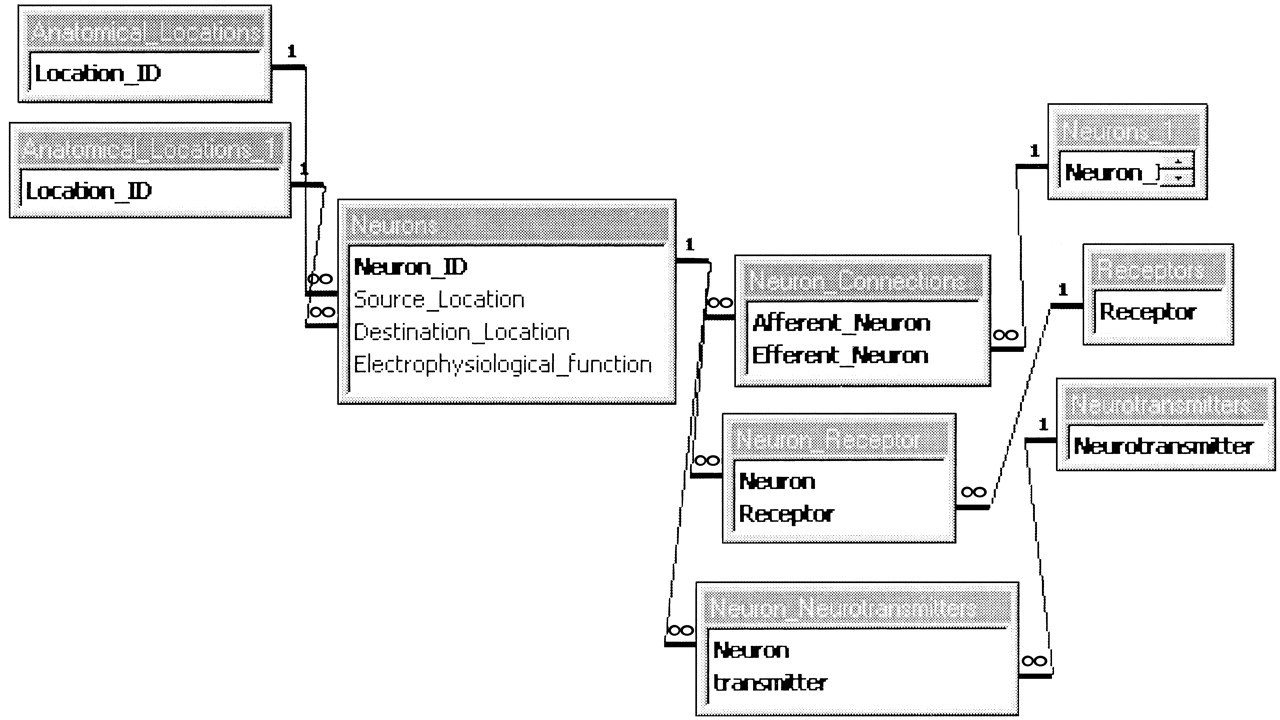 Anatomical_Locations
Location_ID
1
Anatomical_Locations_1
Location_ID
1
Neurons
Neuron_ID
Source_Location
Destination_Location
Electrophysiological_function
∞
∞
1
Neuron_Connections
Afferent_Neuron
Efferent_Neuron
∞
∞
Neurons_1
1
Receptors
Receptor
1
Neuron_Receptor
Neuron
Receptor
∞
∞
Neurotransmitters
Neurotransmitter
1
Neuron_Neurotransmitters
Neuron
transmitter
∞
∞